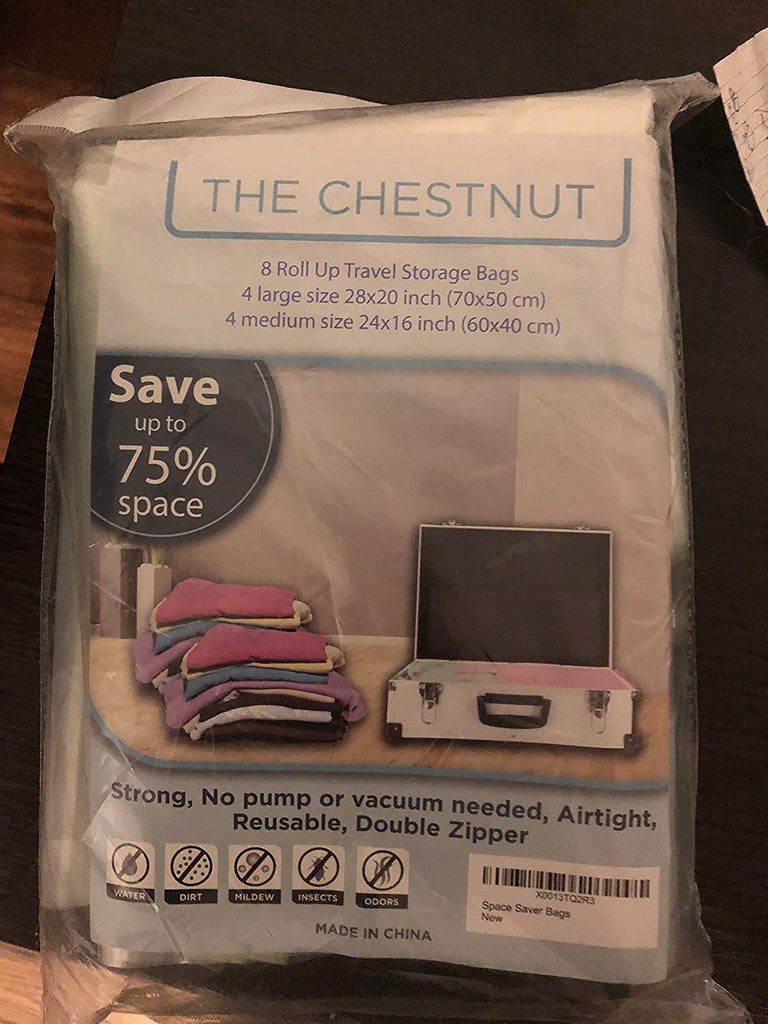 THE CHESTNUT
8 Roll Up Travel Storage Bags
4 large size 28x20 inch (70x50 cm)
4 medium size 24x16 inch (60x40 cm)
Save
up to
75%
space
Strong, No pump or vacuum needed, Airtight,
Reusable, Double Zipper
WATER DIRT MILDEW INSECTS ODORS
X0013TQ2R3
Space Saver Bags
New
MADE IN CHINA